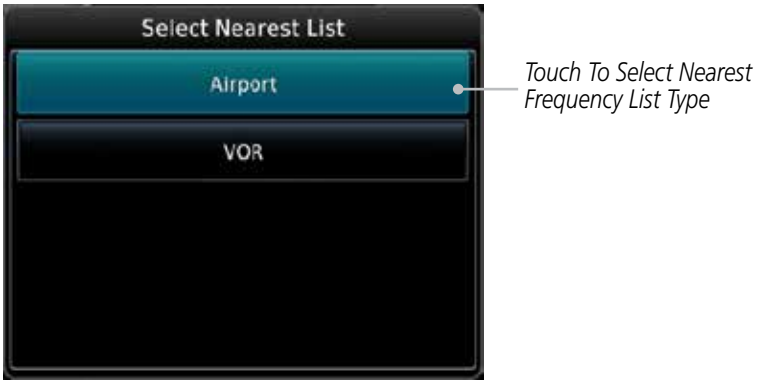 Select Nearest List
Airport
Touch To Select Nearest
Frequency List Type
VOR